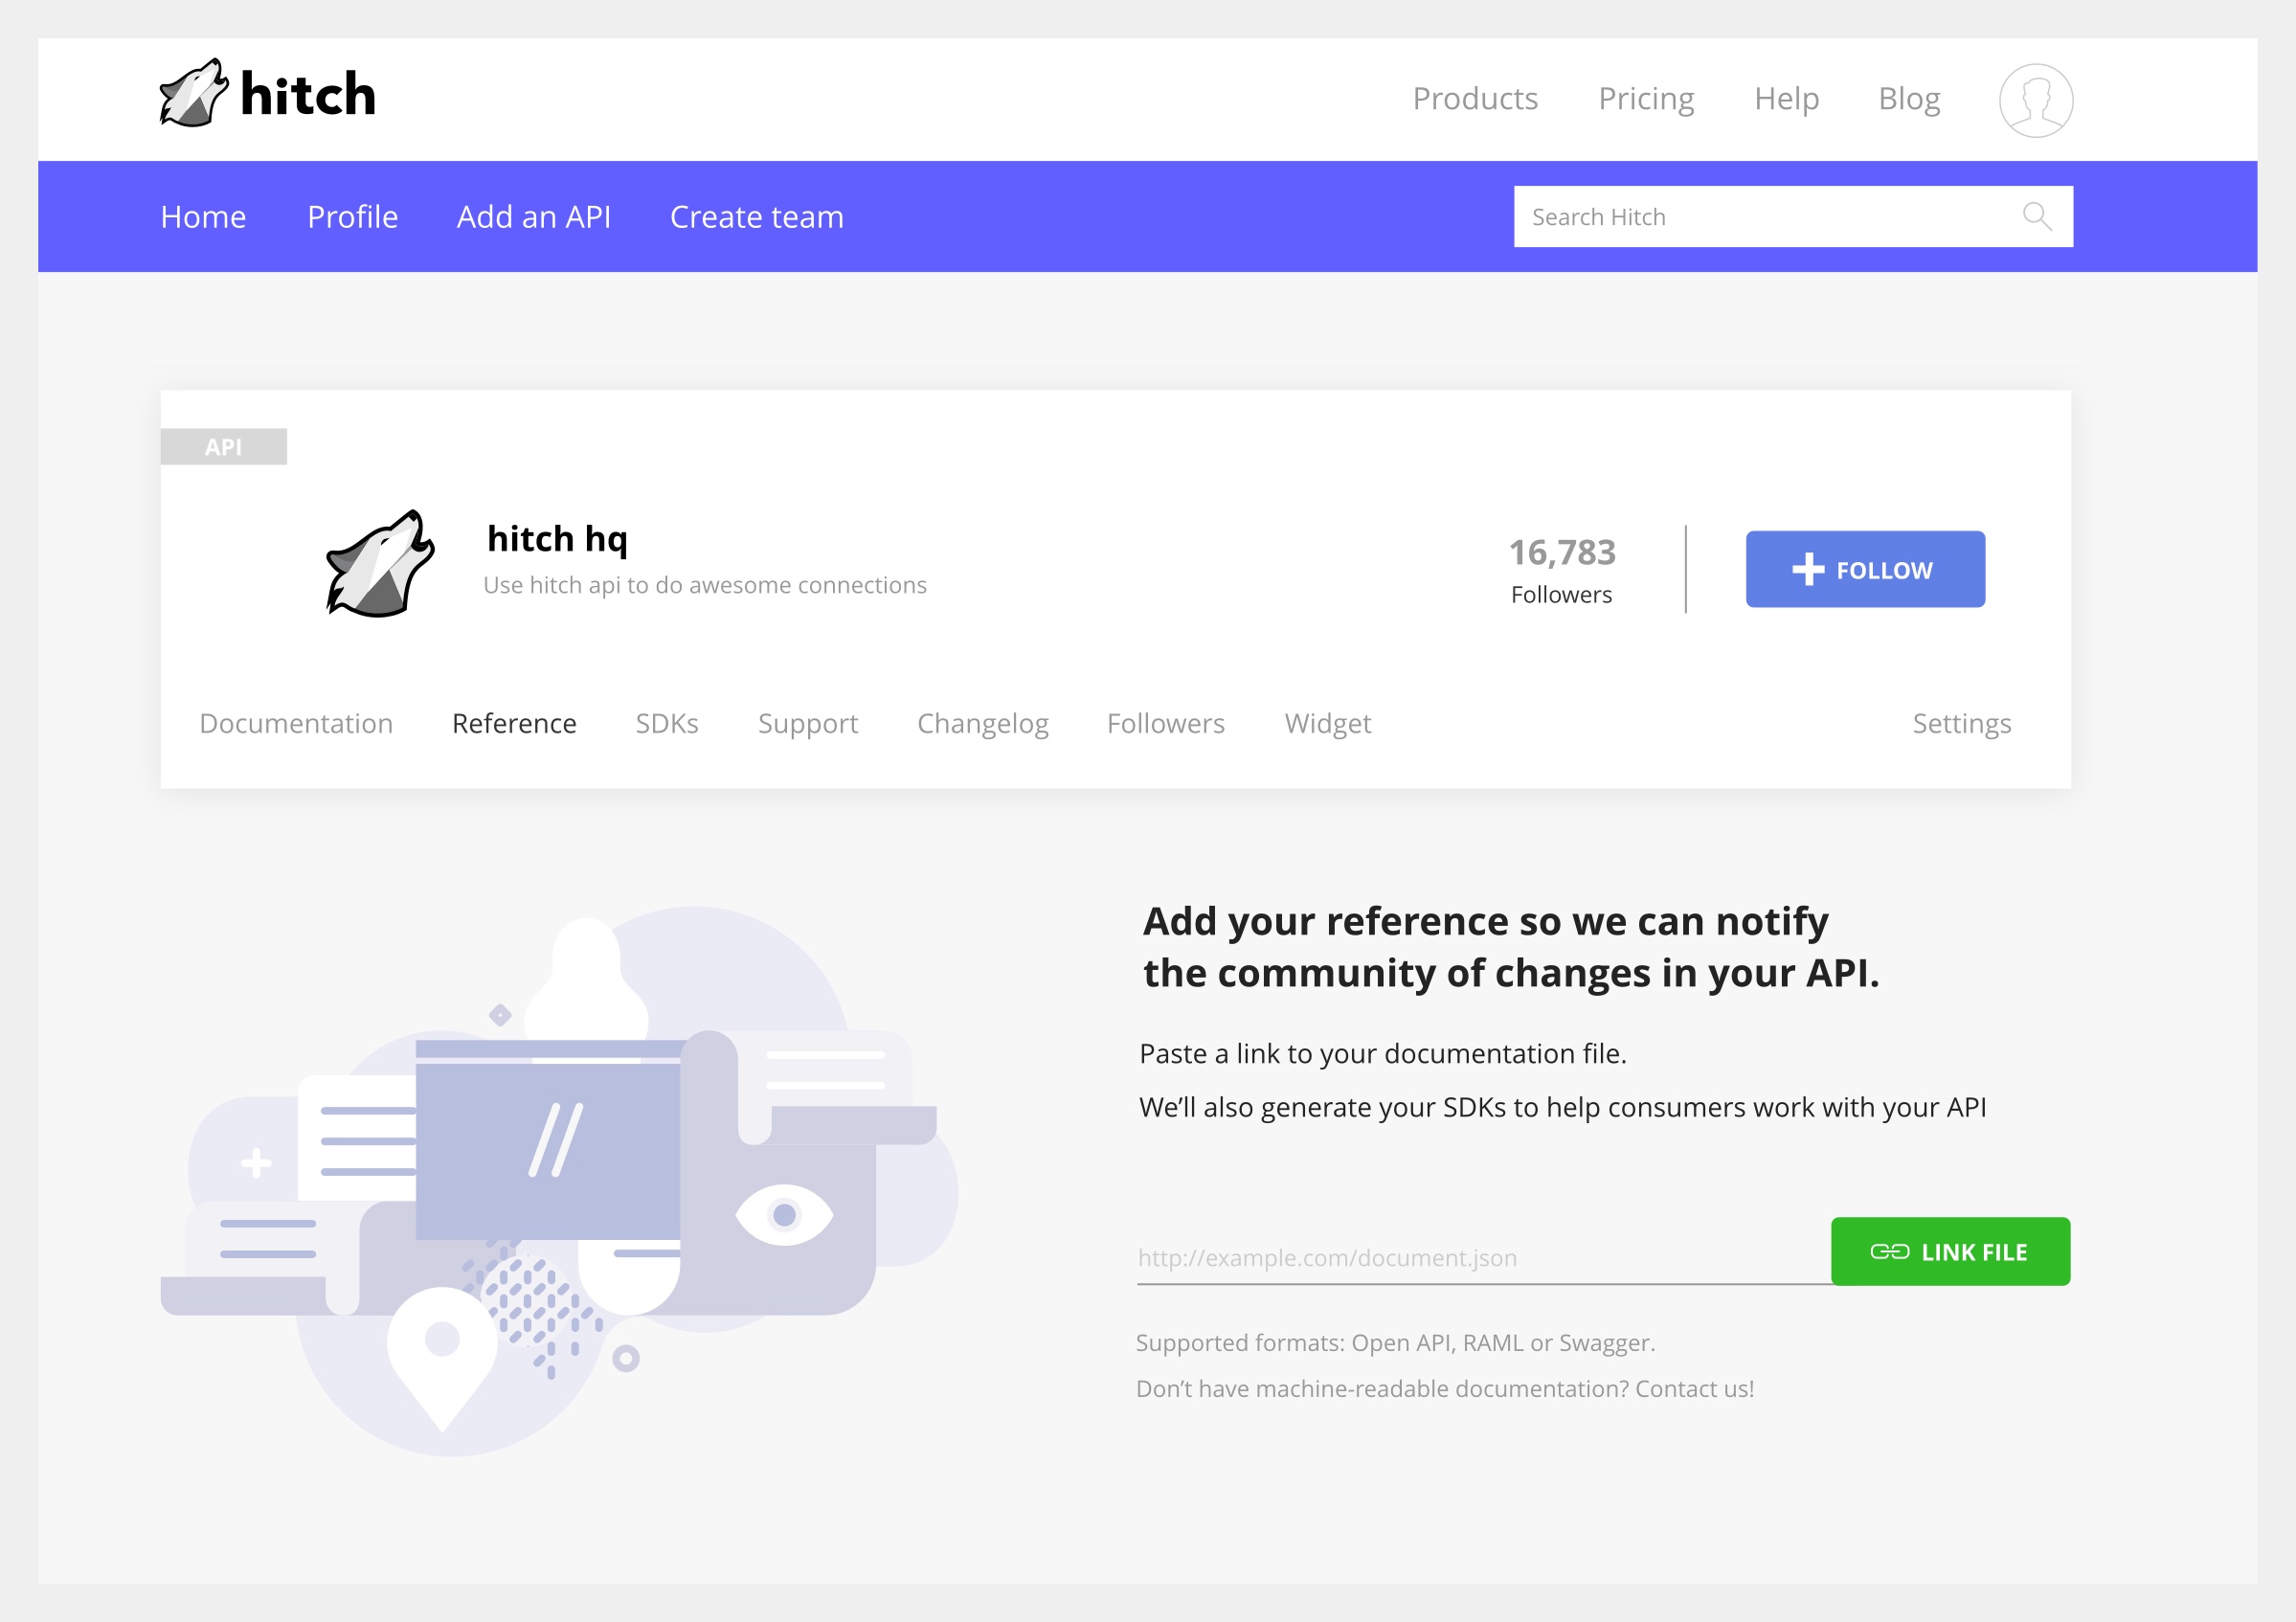 hitch
Products Pricing Help Blog
Home Profile Add an API Create team
Search Hitch
API
hitch hq
Use hitch api to do awesome connections
16,783
Followers
FOLLOW
Documentation Reference SDKs Support Changelog Followers Widget Settings
Add your reference so we can notify
the community of changes in your API.
Paste a link to your documentation file.
We’ll also generate your SDKs to help consumers work with your API
http://example.com/document.json
LINK FILE
Supported formats: Open API, RAML or Swagger.
Don’t have machine-readable documentation? Contact us!